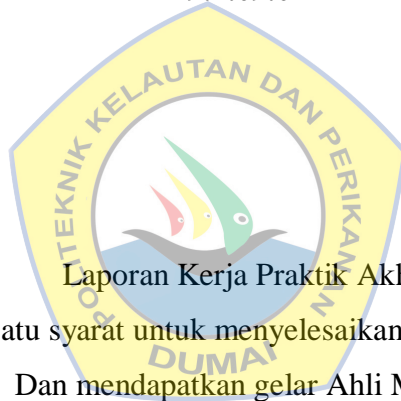 POLITEKNIK KELAUTAN DAN PERIKANAN
Laporan Kerja Praktik Akh
atu syarat untuk menyelesaikan
DUMAI
Dan mendapatkan gelar Ahli M